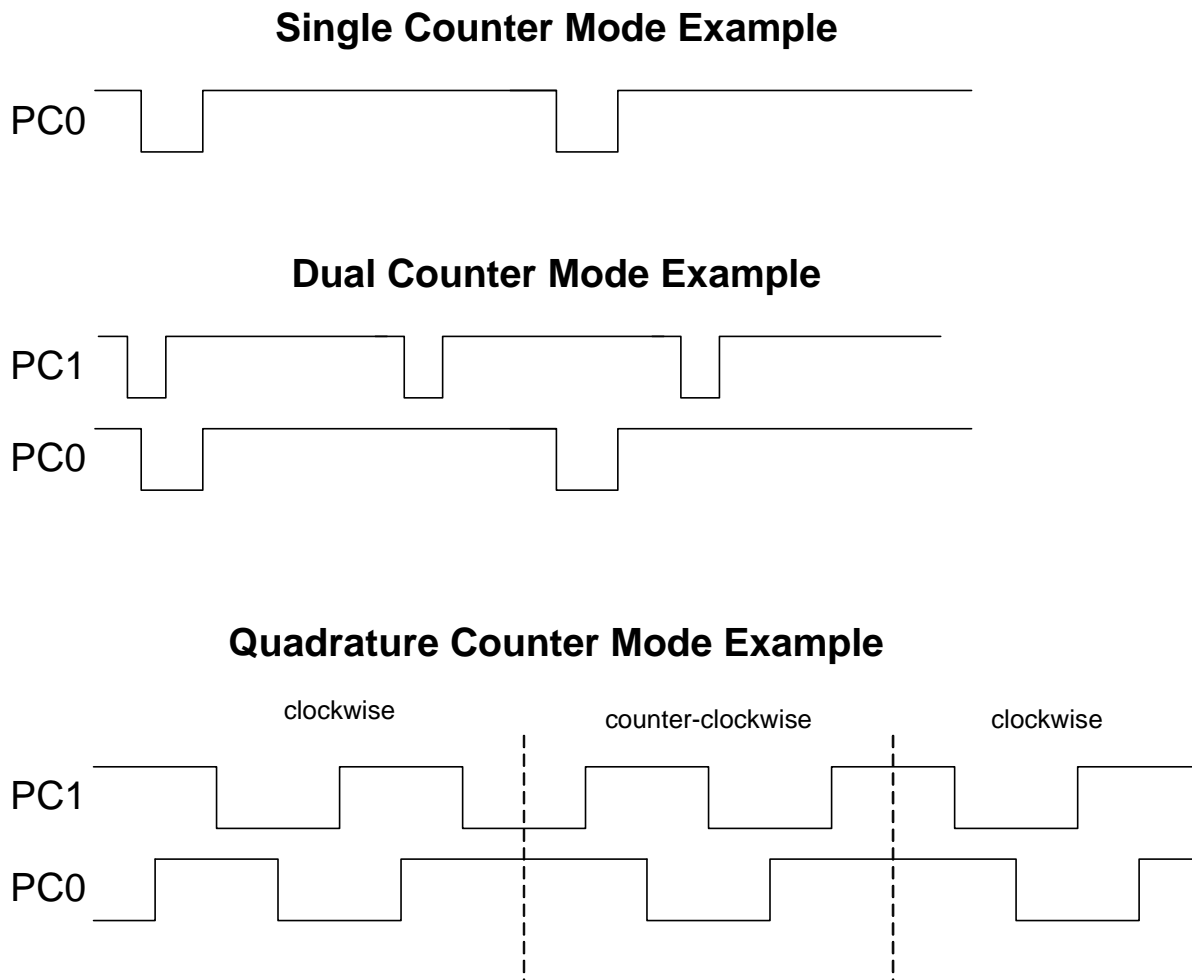 Single Counter Mode Example
PC0
Dual Counter Mode Example
PC1
PC0
Quadrature Counter Mode Example
clockwise
counter-clockwise
clockwise
PC1
PC0